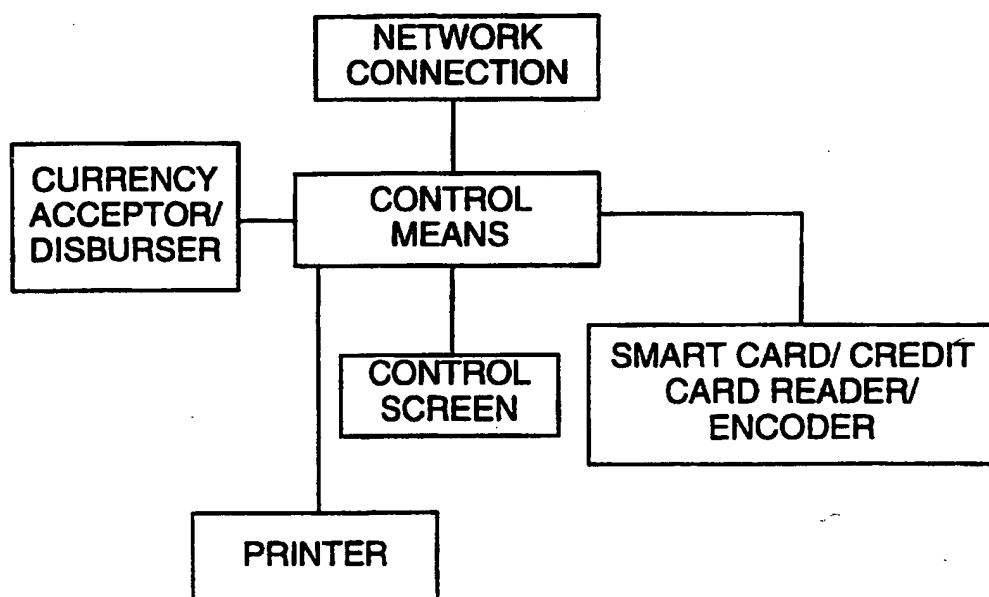 NETWORK
CONNECTION
CURRENCY
ACCEPTOR/
DISBURSER
CONTROL
MEANS
CONTROL
SCREEN
SMART CARD/ CREDIT
CARD READER/
ENCODER
PRINTER